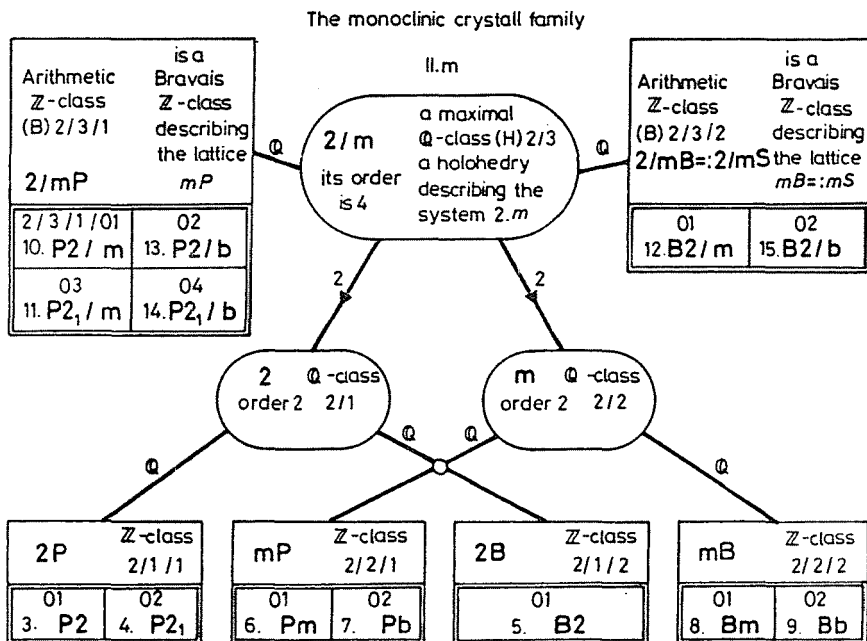 The monoclinic crystall family
Arithmetic
ℤ-class
(B) 2/3/1
2/mP
is a
Bravais
ℤ-class
describing
the lattice
mP
2/3/1/01
10. P2/m
02
13. P2/b
03
11. P2₁/m
04
14. P2₁/b
II.m
2/m
its order
is 4
a maximal
ℚ-class (H) 2/3
a holohedry
describing the
system 2.m
Arithmetic
ℤ-class
(B) 2/3/2
2/mB=:2/mS
is a
Bravais
ℤ-class
describing
the lattice
mB=:mS
01
12. B2/m
02
15. B2/b
ℚ
ℚ
2
2
2 ℚ-class
order 2 2/1
m ℚ-class
order 2 2/2
ℚ
ℚ
ℚ
ℚ
2P
ℤ-class
2/1/1
01
3. P2
02
4. P2₁
mP
ℤ-class
2/2/1
01
6. Pm
02
7. Pb
2B
ℤ-class
2/1/2
01
5. B2
mB
ℤ-class
2/2/2
01
8. Bm
02
9. Bb